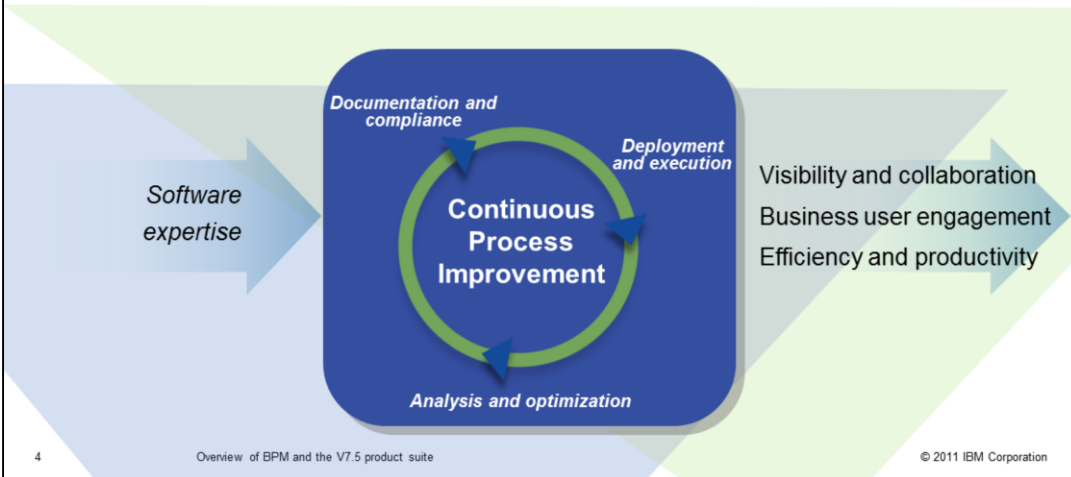 Documentation and
compliance
Deployment
and execution
Software
expertise
Continuous
Process
Improvement
Visibility and collaboration
Business user engagement
Efficiency and productivity
Analysis and optimization
4
Overview of BPM and the V7.5 product suite
© 2011 IBM Corporation